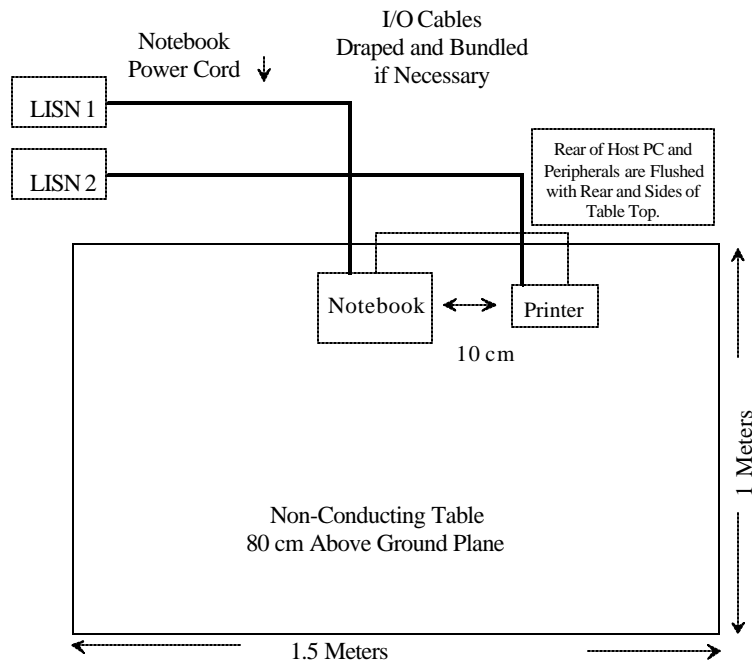 I/O Cables
Draped and Bundled
if Necessary
Notebook
Power Cord
LISN 1
LISN 2
Rear of Host PC and
Peripherals are Flushed
with Rear and Sides of
Table Top.
Notebook
Printer
10 cm
1 Meters
Non-Conducting Table
80 cm Above Ground Plane
1.5 Meters